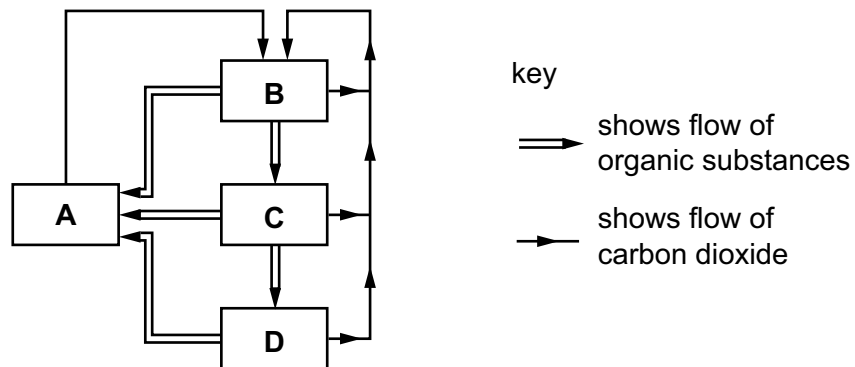 B
key
shows flow of
organic substances
A
C
shows flow of
carbon dioxide
D